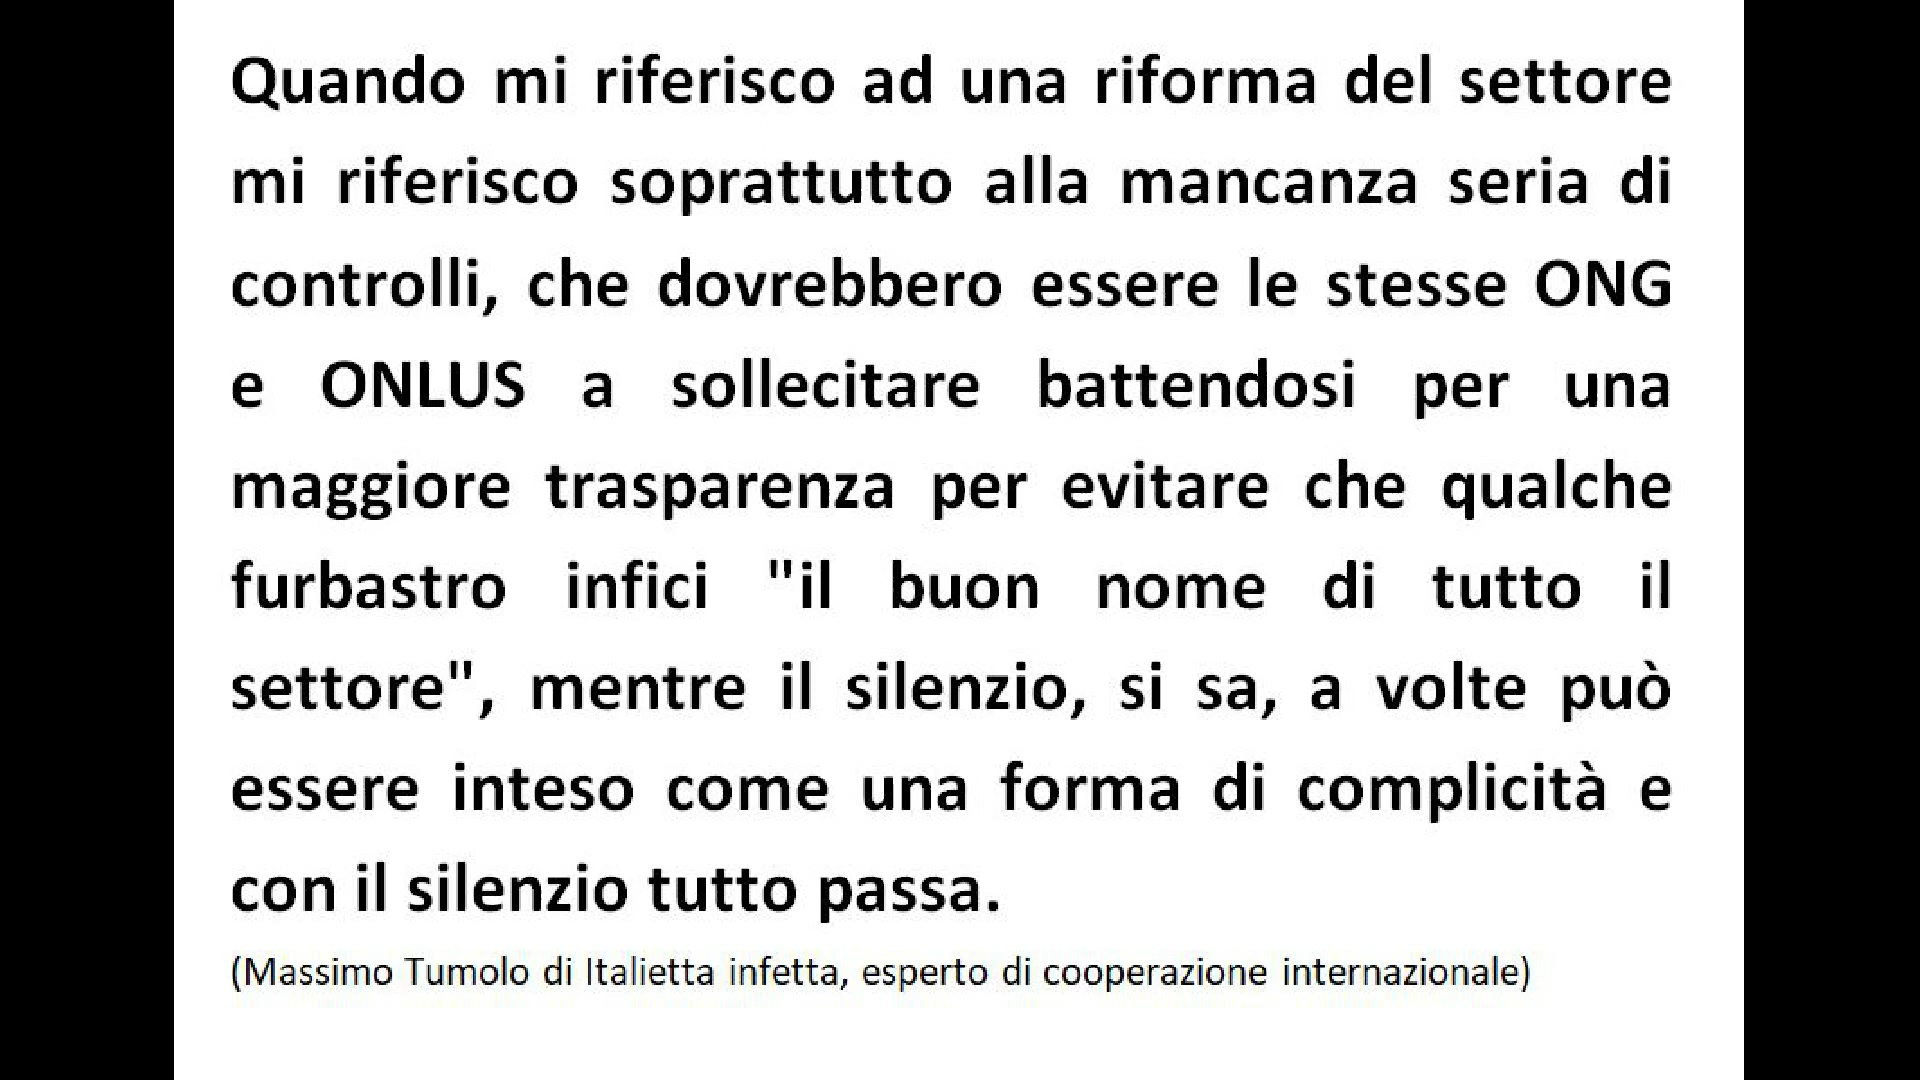 Quando mi riferisco ad una riforma del settore
mi riferisco soprattutto alla mancanza seria di
controlli, che dovrebbero essere le stesse ONG
e ONLUS a sollecitare battendosi per una
maggiore trasparenza per evitare che qualche
furbastro infici "il buon nome di tutto il
settore", mentre il silenzio, si sa, a volte può
essere inteso come una forma di complicità e
con il silenzio tutto passa.
(Massimo Tumolo di Italietta infetta, esperto di cooperazione internazionale)